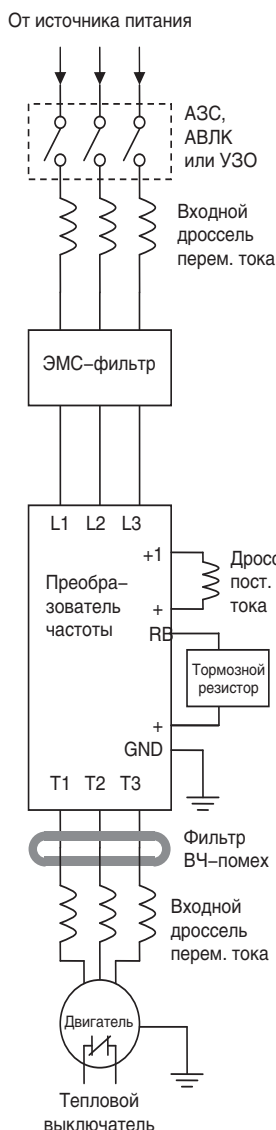 От источника питания
АЗС,
АВЛК
или УЗО
Входной
дроссель
перем. тока
ЭМС–фильтр
L1 L2 L3
+1
Дросс
пост.
тока
Преобра–
зователь
частоты
+
RB
Тормозной
резистор
+
GND
T1 T2 T3
Фильтр
ВЧ–помех
Входной
дроссель
перем. тока
Двигатель
Тепловой
выключатель